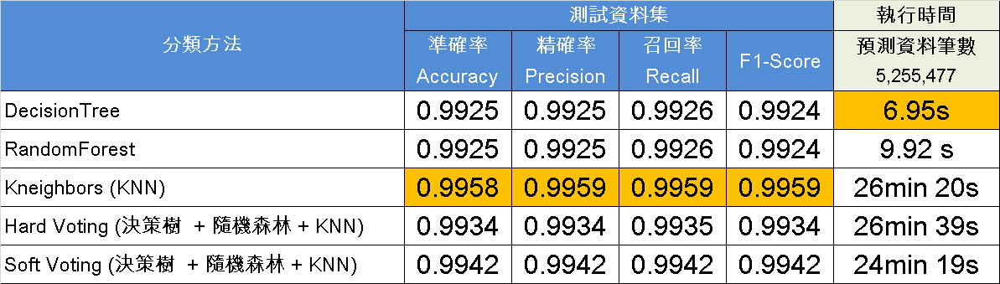 分類方法 測試資料集 執行時間
準確率 精確率 召回率 F1-Score 預測資料筆數
Accuracy Precision Recall 5,255,477
DecisionTree 0.9925 0.9925 0.9926 0.9924 6.95s
RandomForest 0.9925 0.9925 0.9926 0.9924 9.92 s
Kneighbors (KNN) 0.9958 0.9959 0.9959 0.9959 26min 20s
Hard Voting (決策樹 + 隨機森林 + KNN) 0.9934 0.9934 0.9935 0.9934 26min 39s
Soft Voting (決策樹 + 隨機森林 + KNN) 0.9942 0.9942 0.9942 0.9942 24min 19s